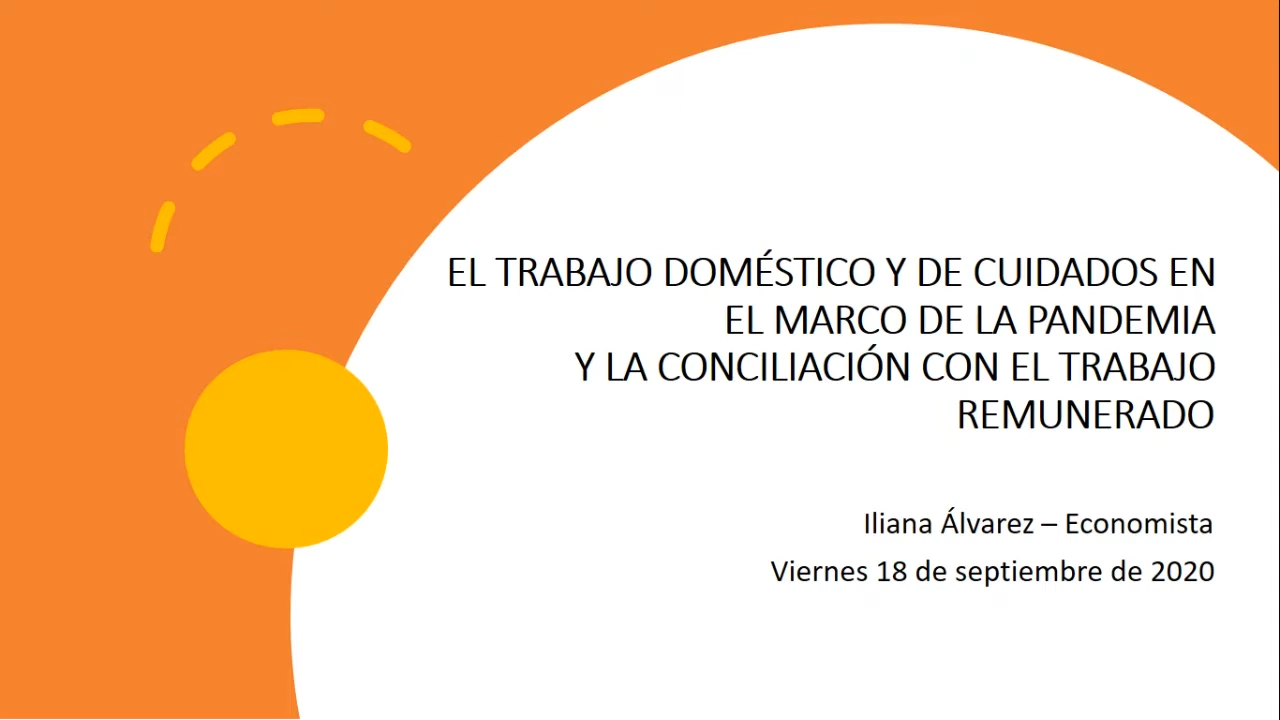 EL TRABAJO DOMÉSTICO Y DE CUIDADOS EN
EL MARCO DE LA PANDEMIA
Y LA CONCILIACIÓN CON EL TRABAJO
REMUNERADO
Iliana Álvarez – Economista
Viernes 18 de septiembre de 2020